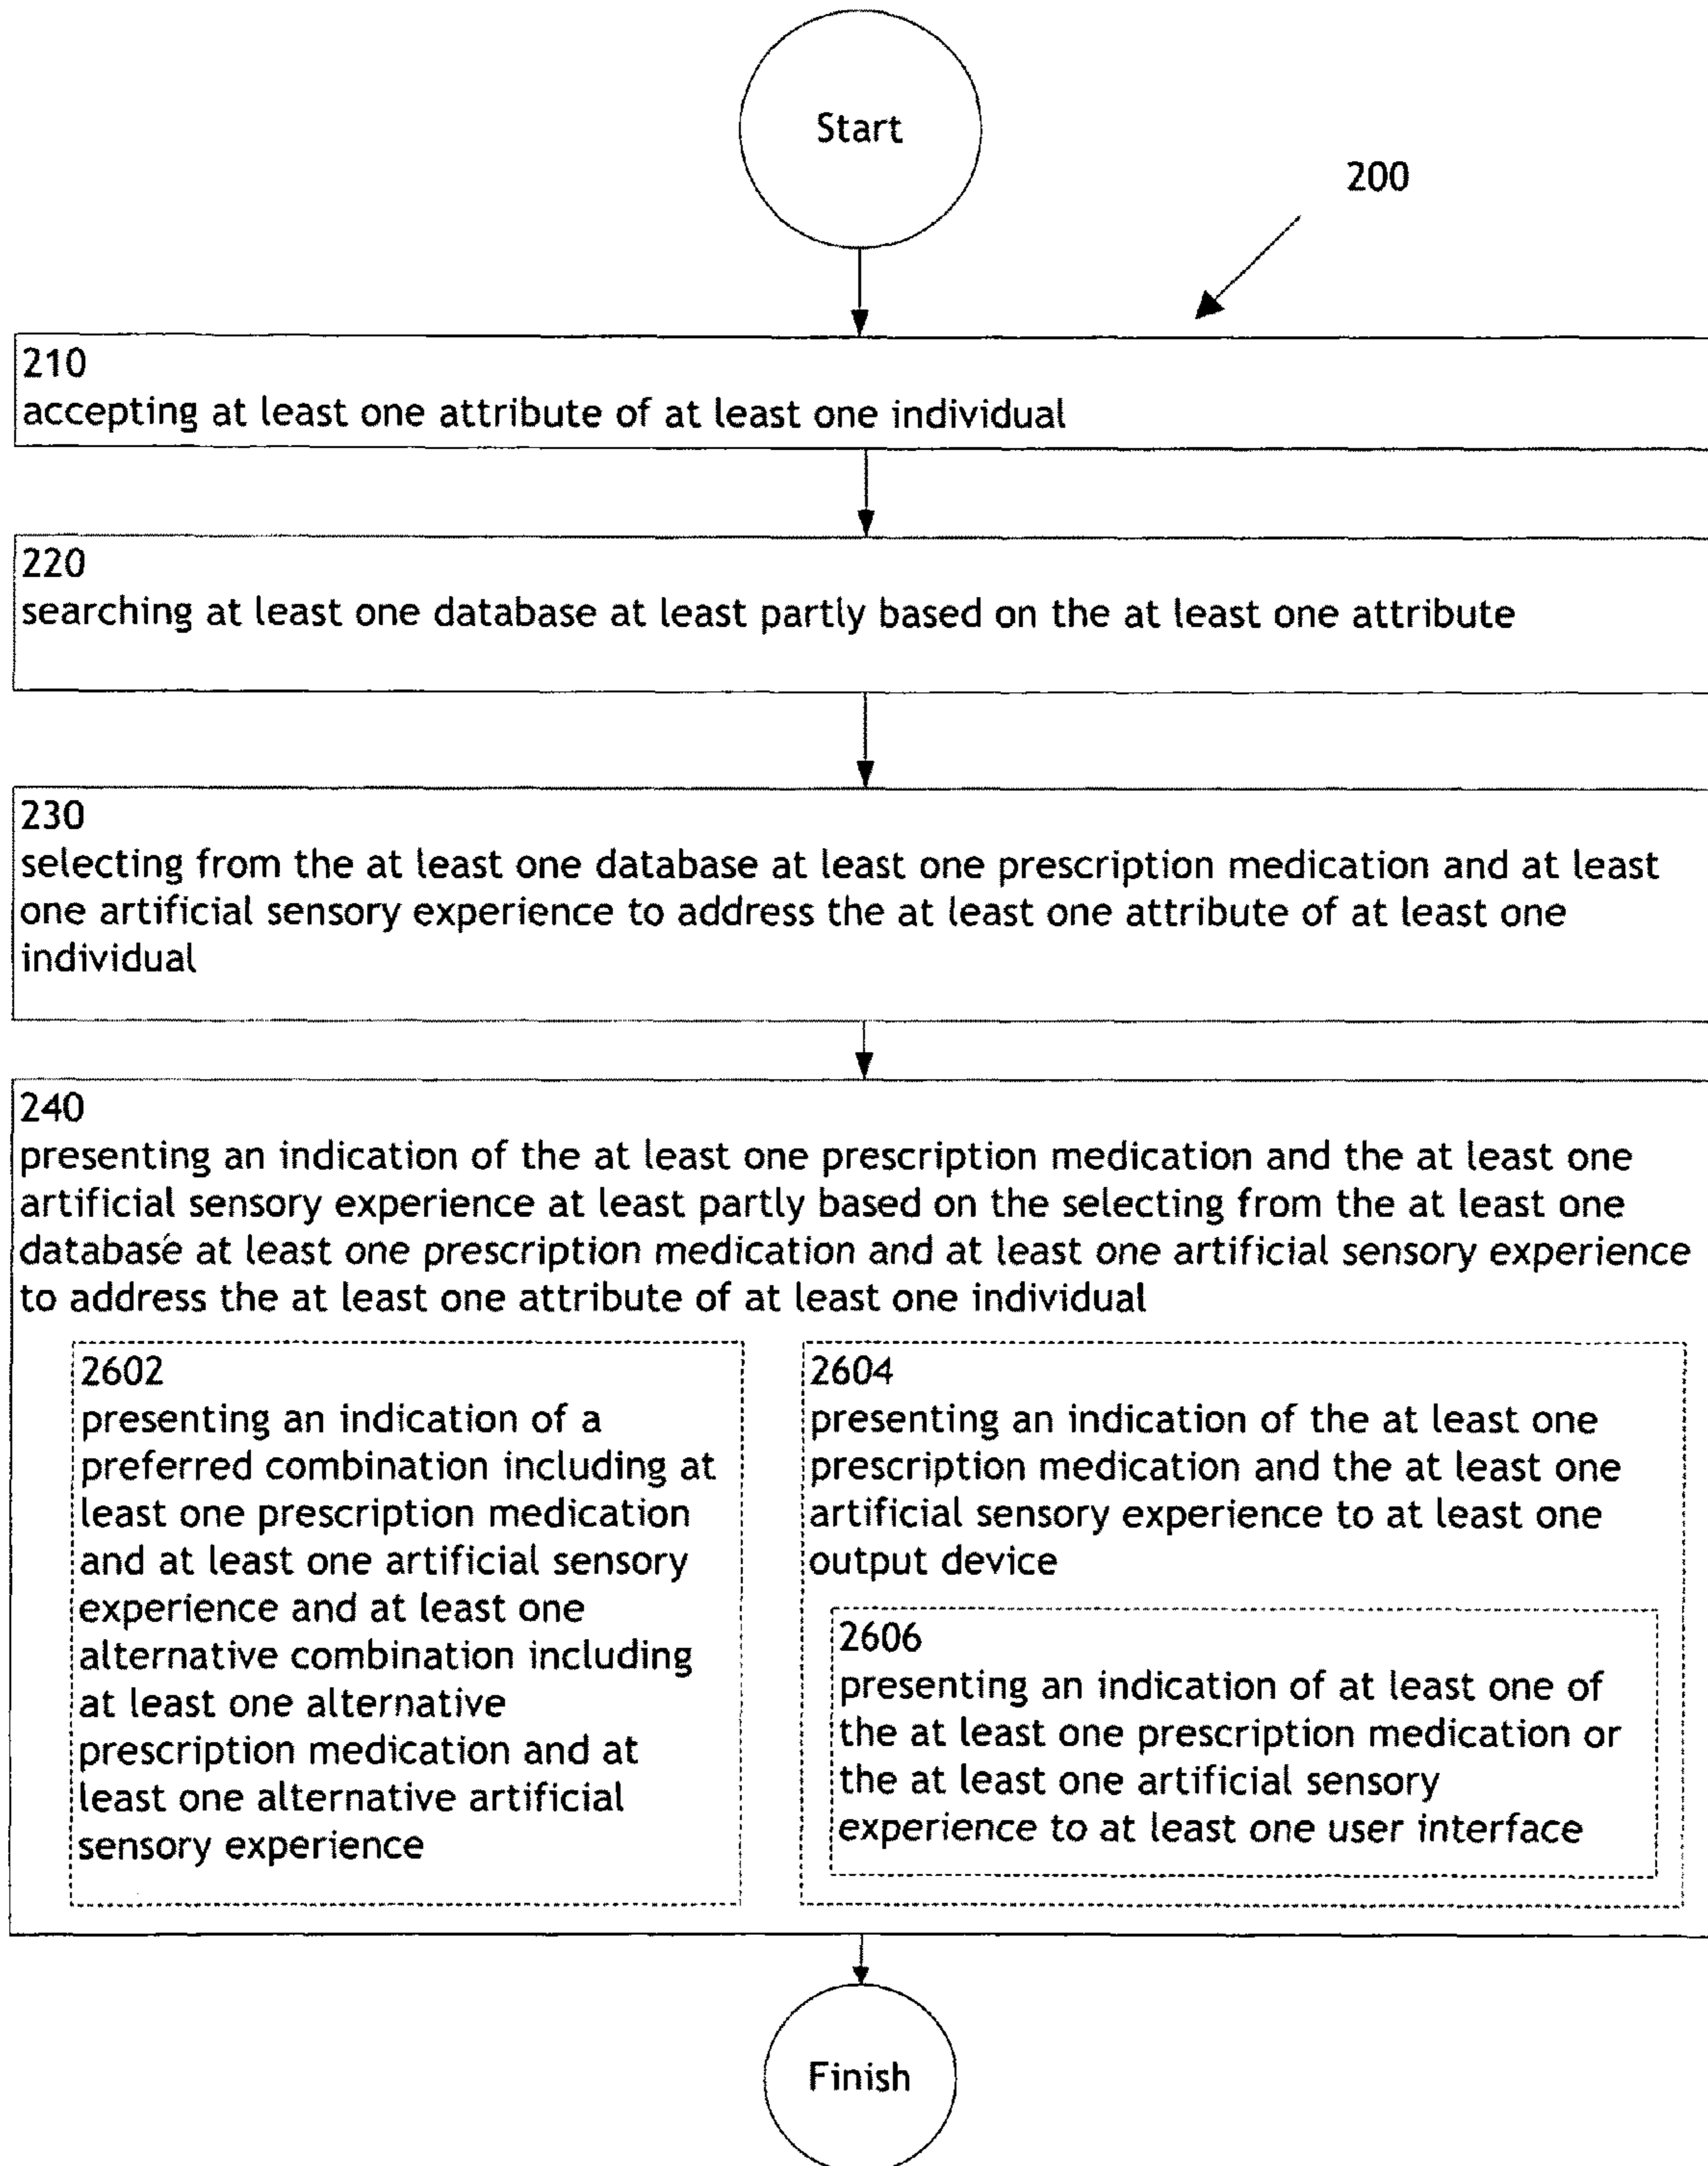 Start
200
210
accepting at least one attribute of at least one individual
220
searching at least one database at least partly based on the at least one attribute
230
selecting from the at least one database at least one prescription medication and at least
one artificial sensory experience to address the at least one attribute of at least one
individual
240
presenting an indication of the at least one prescription medication and the at least one
artificial sensory experience at least partly based on the selecting from the at least one
database at least one prescription medication and at least one artificial sensory experience
to address the at least one attribute of at least one individual
2602
presenting an indication of a
preferred combination including at
least one prescription medication
and at least one artificial sensory
experience and at least one
alternative combination including
at least one alternative
prescription medication and at
least one alternative artificial
sensory experience
2604
presenting an indication of the at least one
prescription medication and the at least one
artificial sensory experience to at least one
output device
2606
presenting an indication of at least one of
the at least one prescription medication or
the at least one artificial sensory
experience to at least one user interface
Finish